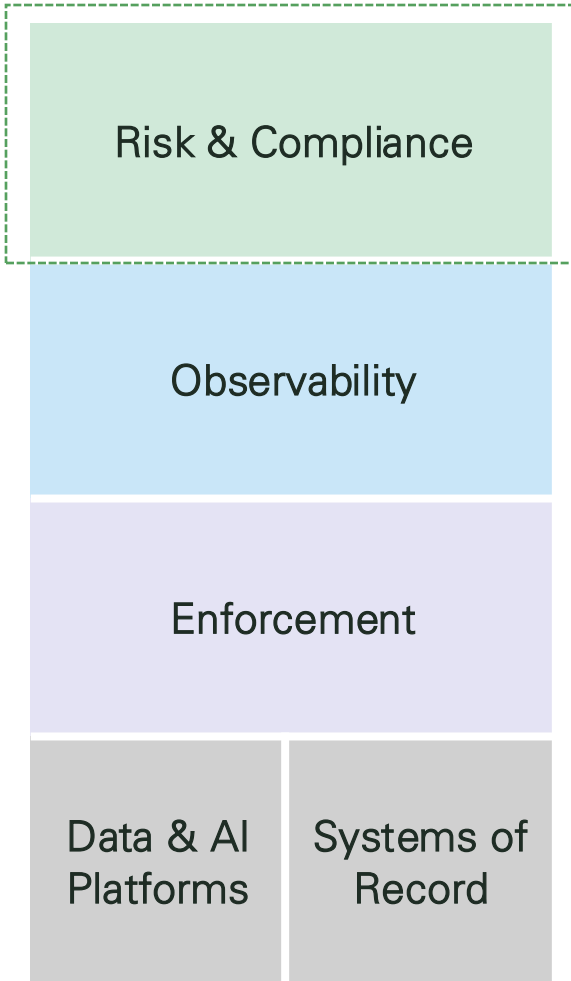 Risk & Compliance
Observability
Enforcement
Data & AI
Platforms
Systems of
Record